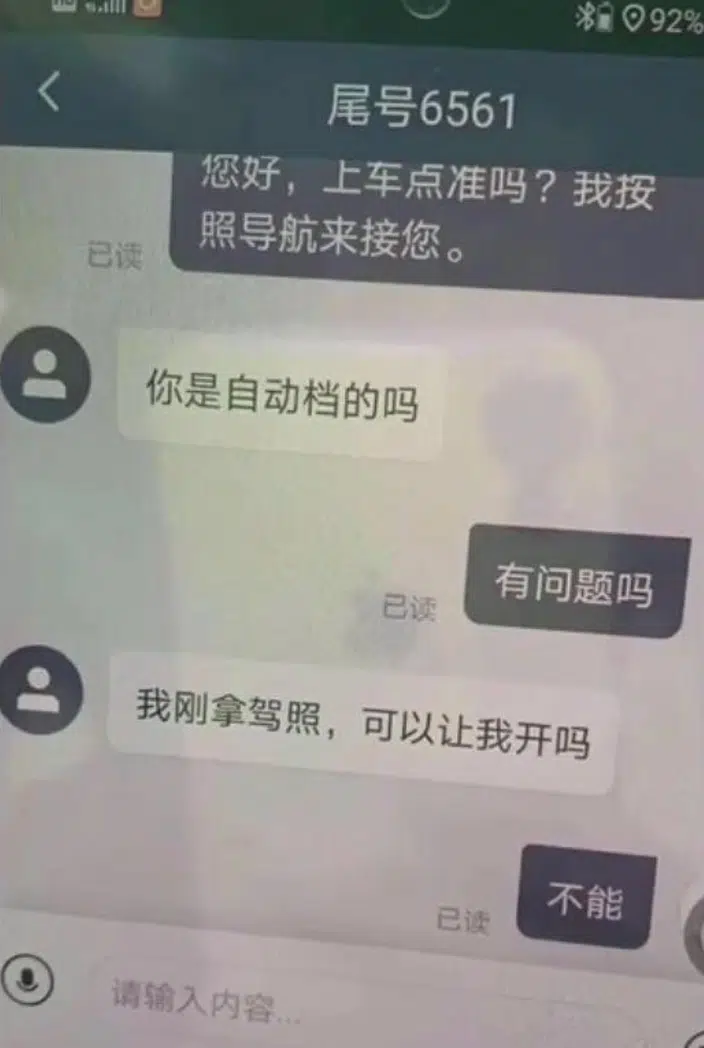 92%
尾号6561
您好，上车点准吗？我按
照导航来接您。
已读
你是自动档的吗
有问题吗
已读
我刚拿驾照，可以让我开吗
不能
已读
请输入内容...